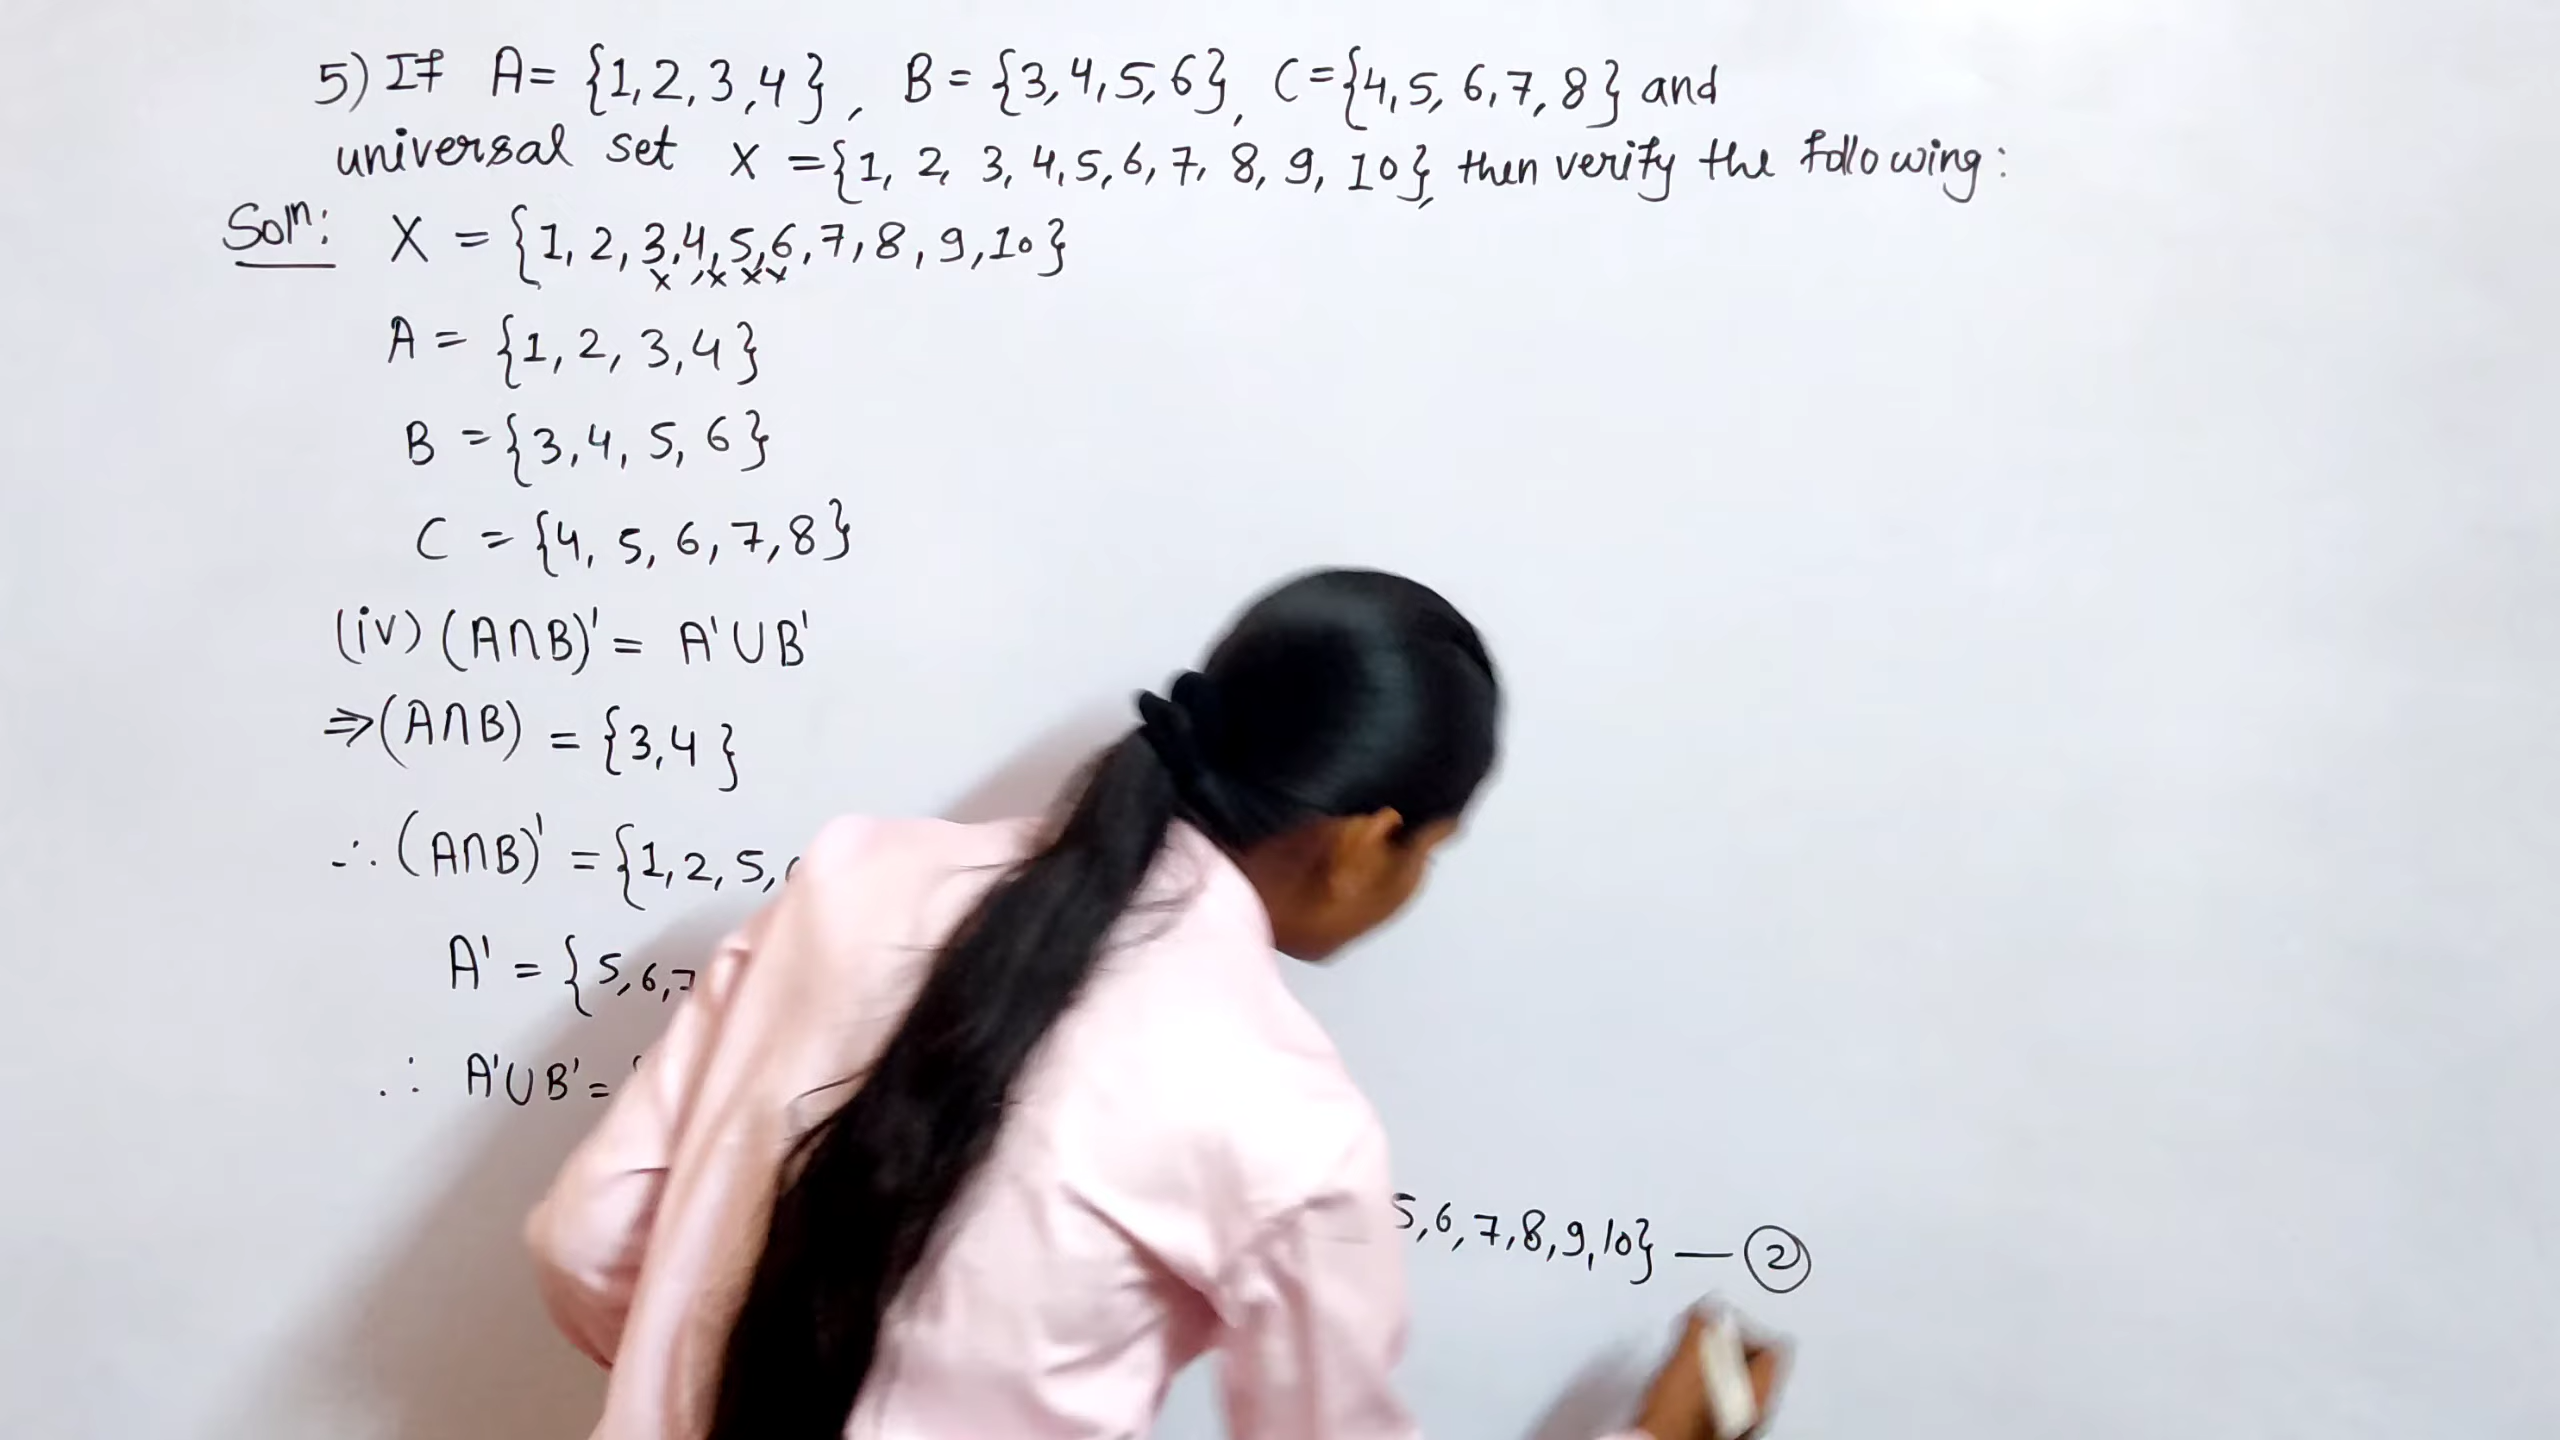 5) If A= {1,2,3,4}, B= {3,4,5,6}, C={4,5,6,7,8} and
universal set X ={1, 2, 3, 4,5,6,7, 8, 9, 10}, then verify the following:
Soln: X = {1, 2, 3,4,5,6,7,8,9,10}
x x x x
A = {1, 2, 3,4}
B ={3,4, 5, 6}
C = {4, 5, 6,7,8}
(iv) (A∩B)' = A'∪B'
⇒(A∩B) = {3,4}
∴ (A∩B)' = {1,2,5,
A' = {5,6,7
∴ A'∪B'=
5,6,7,8,9,10} — ②